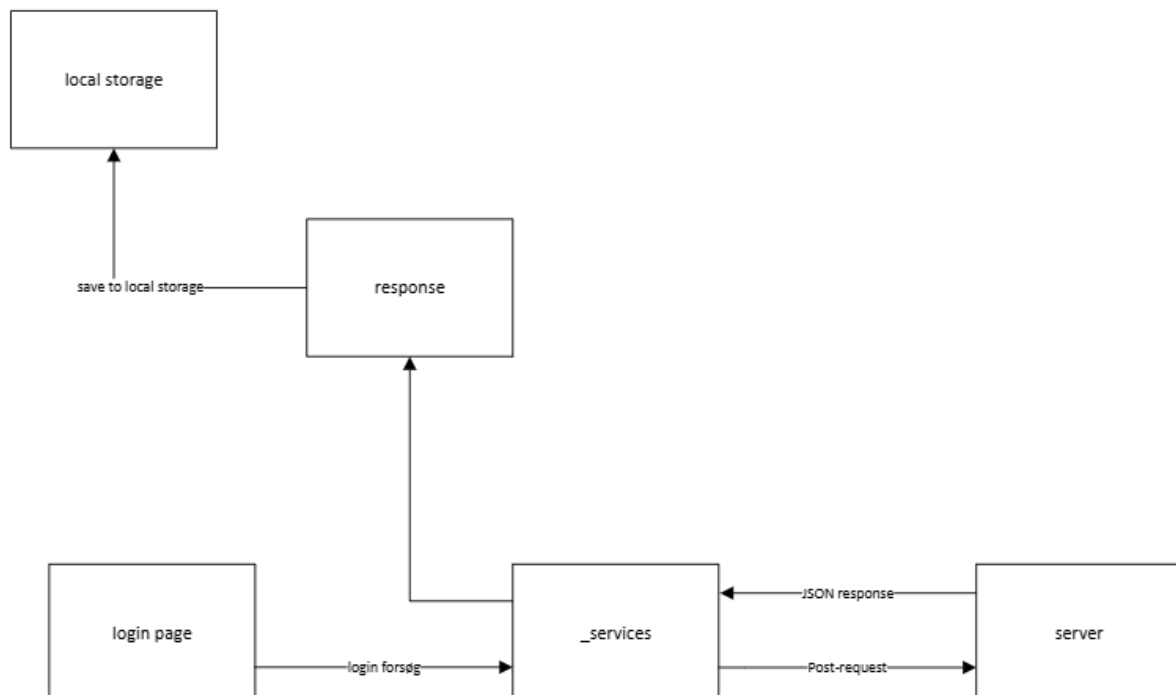 local storage
save to local storage
response
JSON response
login page
_services
server
login forsøg
Post-request